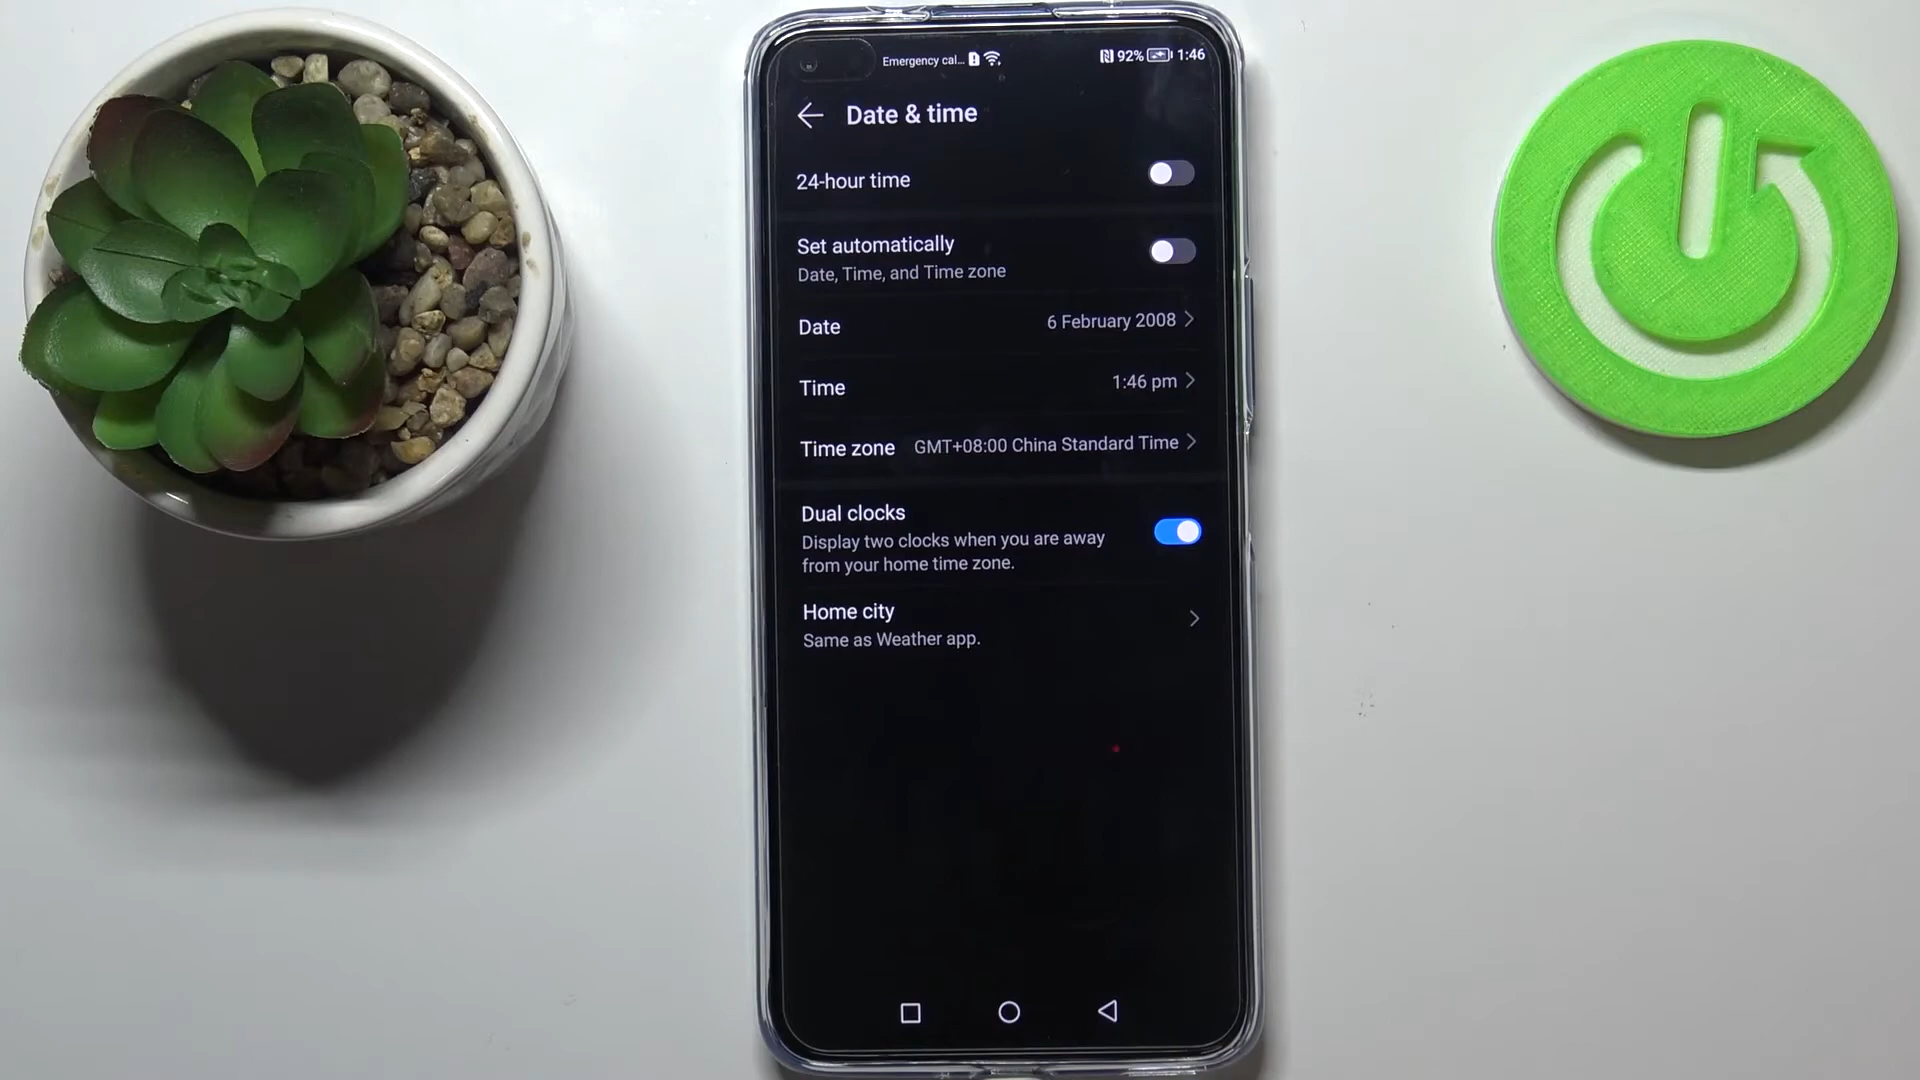 Emergency cal... 92% 1:46
Date & time
24-hour time
Set automatically
Date, Time, and Time zone
Date 6 February 2008
Time 1:46 pm
Time zone GMT+08:00 China Standard Time
Dual clocks
Display two clocks when you are away
from your home time zone.
Home city
Same as Weather app.